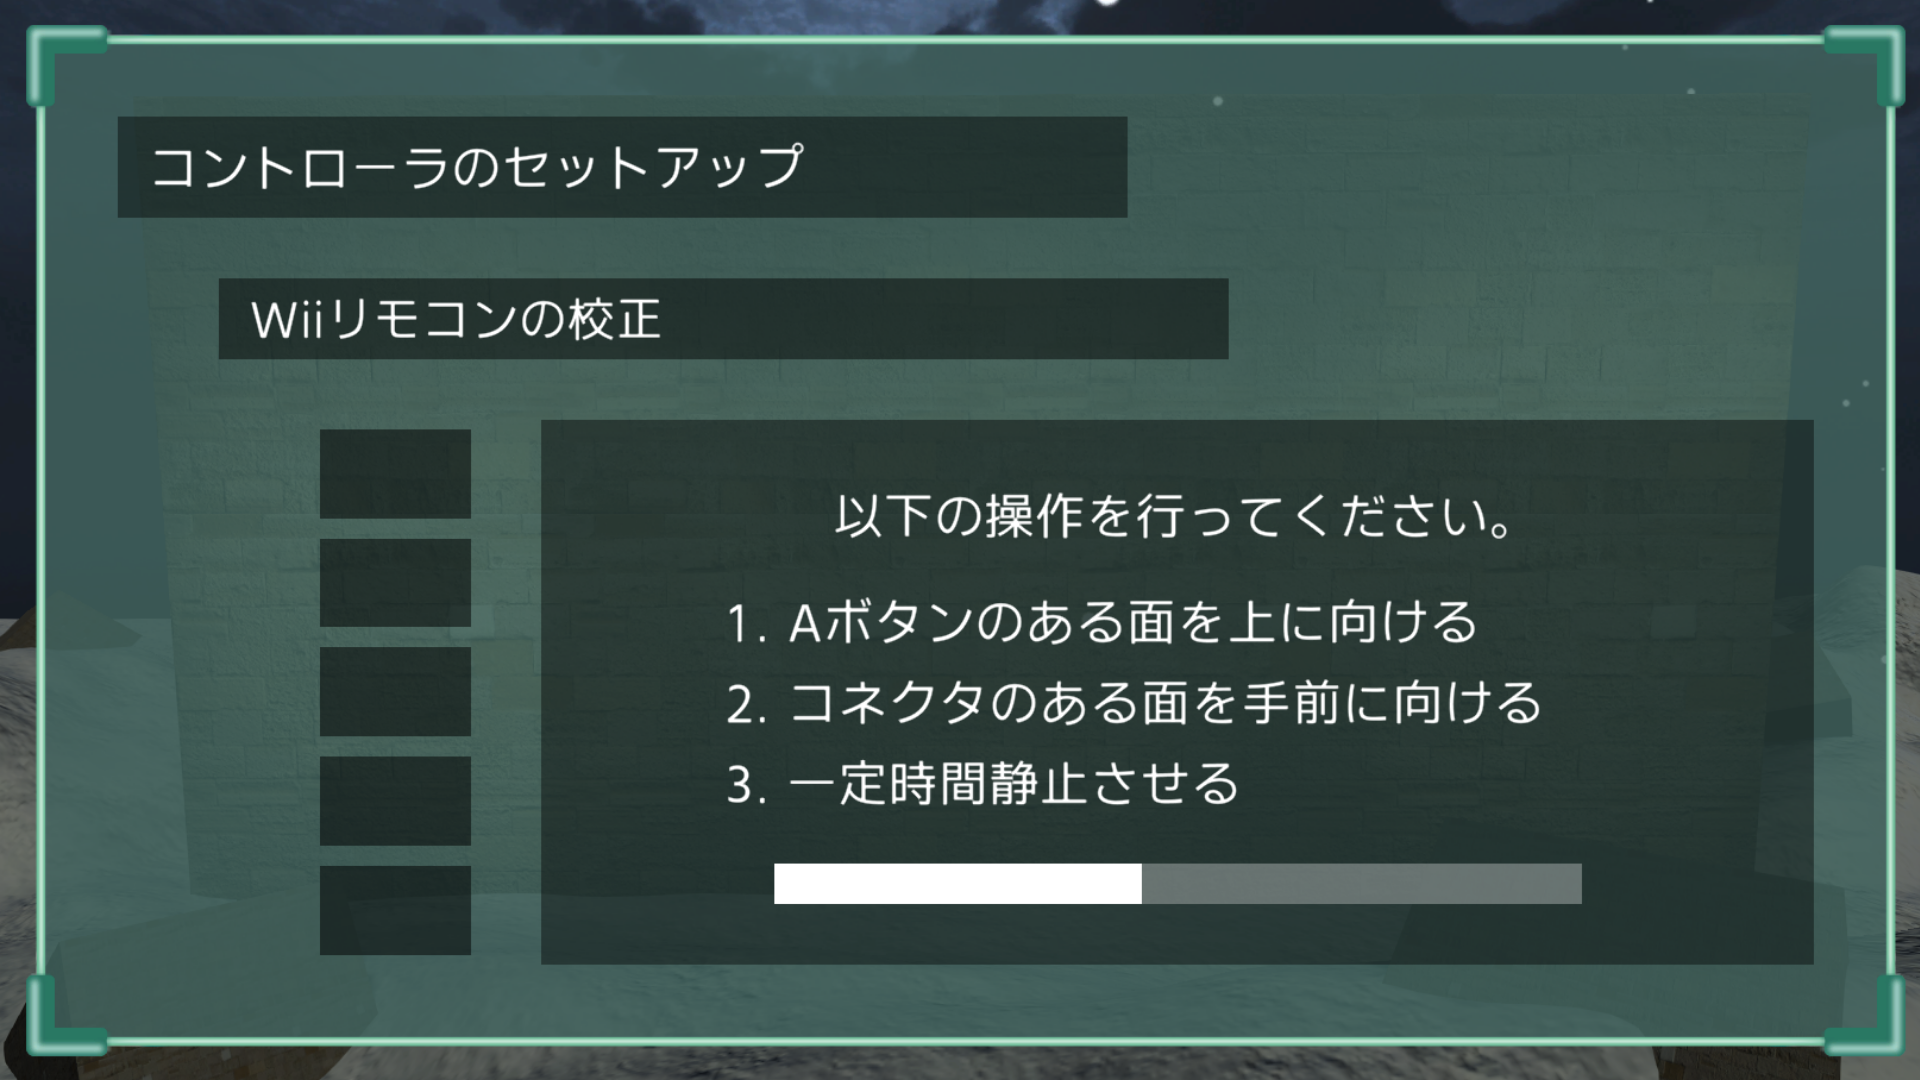 コントローラのセットアップ
Wiiリモコンの校正
以下の操作を行ってください。
1. Aボタンのある面を上に向ける
2. コネクタのある面を手前に向ける
3. 一定時間静止させる